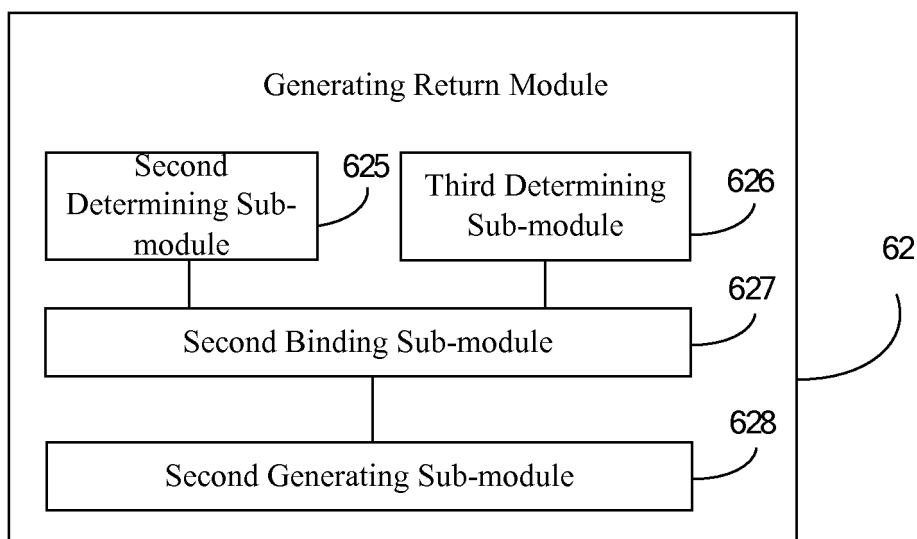 Generating Return Module
Second
Determining Sub-
module
625
Third Determining
Sub-module
626
62
Second Binding Sub-module
627
Second Generating Sub-module
628